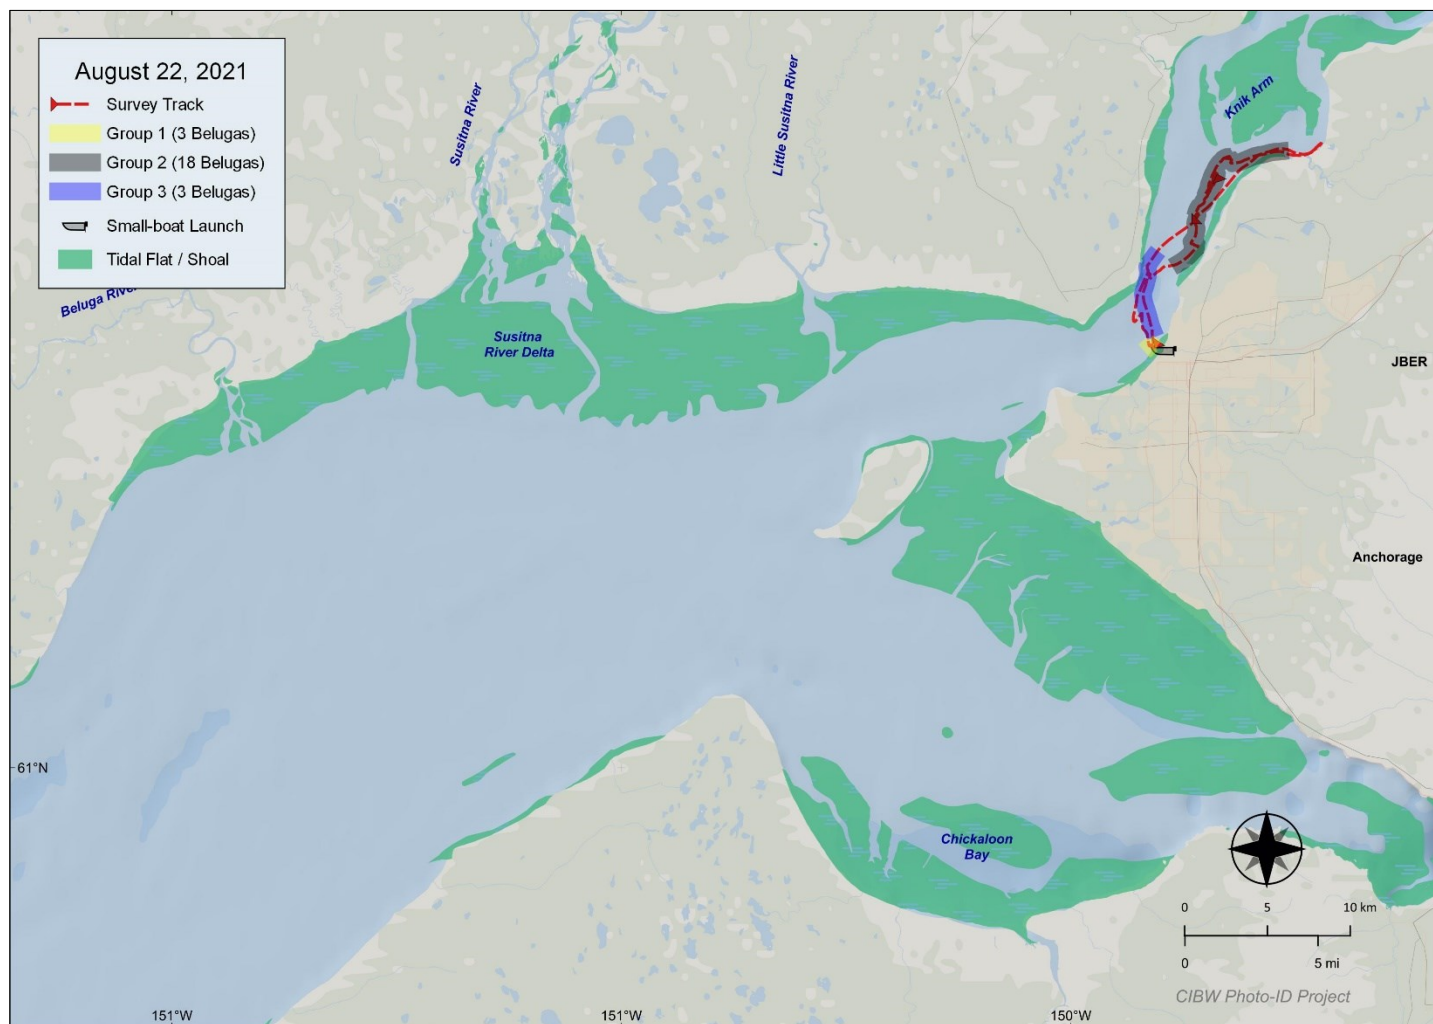 August 22, 2021
Survey Track
Group 1 (3 Belugas)
Group 2 (18 Belugas)
Group 3 (3 Belugas)
Small-boat Launch
Tidal Flat / Shoal
Beluga River
Susitna River
Little Susitna River
Knik Arm
Susitna
River Delta
JBER
Anchorage
61°N
Chickaloon
Bay
0 5 10 km
0 5 mi
CIBW Photo-ID Project
151°W 151°W 150°W